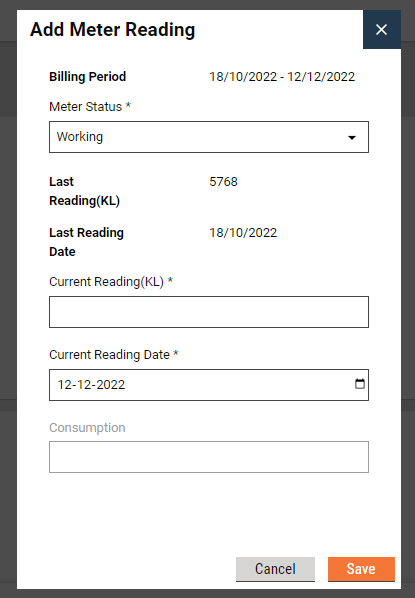 Add Meter Reading
Billing Period 18/10/2022 - 12/12/2022
Meter Status *
Working
Last 5768
Reading(KL)
Last Reading 18/10/2022
Date
Current Reading(KL) *
Current Reading Date *
12-12-2022
Consumption
Cancel Save